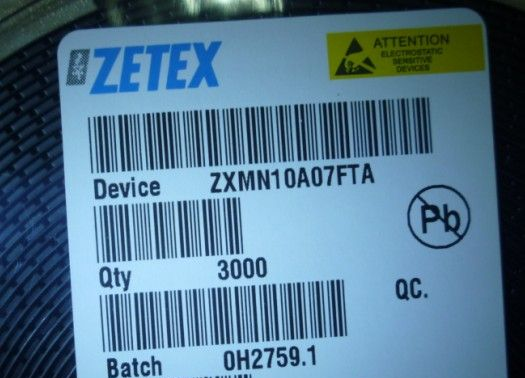 ZETEX
ATTENTION
ELECTROSTATIC
SENSITIVE
DEVICES
Device ZXMN10A07FTA
Pb
Qty 3000
QC.
Batch 0H2759.1